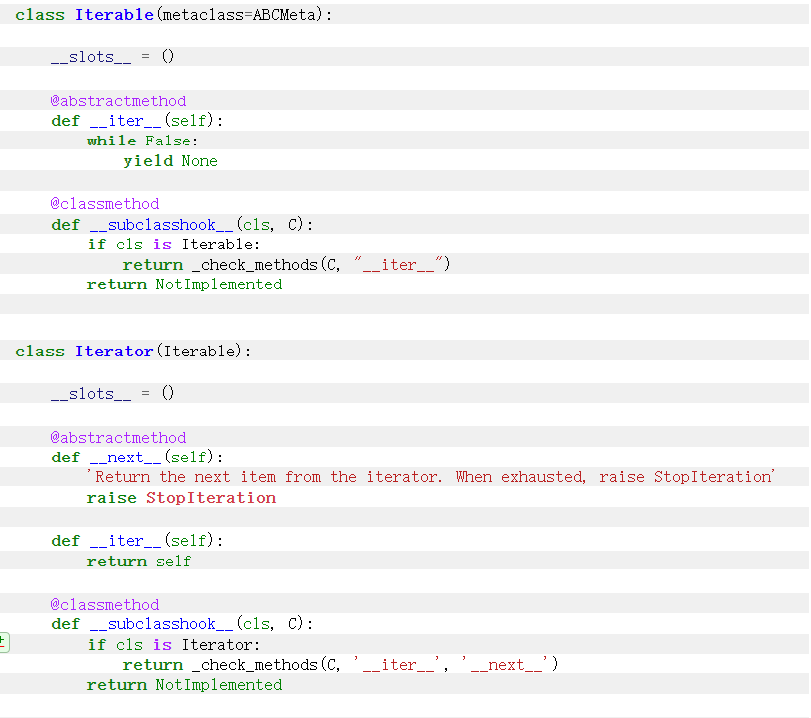 class Iterable(metaclass=ABCMeta):
    __slots__ = ()
    @abstractmethod
    def __iter__(self):
        while False:
            yield None
    @classmethod
    def __subclasshook__(cls, C):
        if cls is Iterable:
            return _check_methods(C, "__iter__")
        return NotImplemented
class Iterator(Iterable):
    __slots__ = ()
    @abstractmethod
    def __next__(self):
        'Return the next item from the iterator. When exhausted, raise StopIteration'
        raise StopIteration
    def __iter__(self):
        return self
    @classmethod
    def __subclasshook__(cls, C):
        if cls is Iterator:
            return _check_methods(C, '__iter__', '__next__')
        return NotImplemented